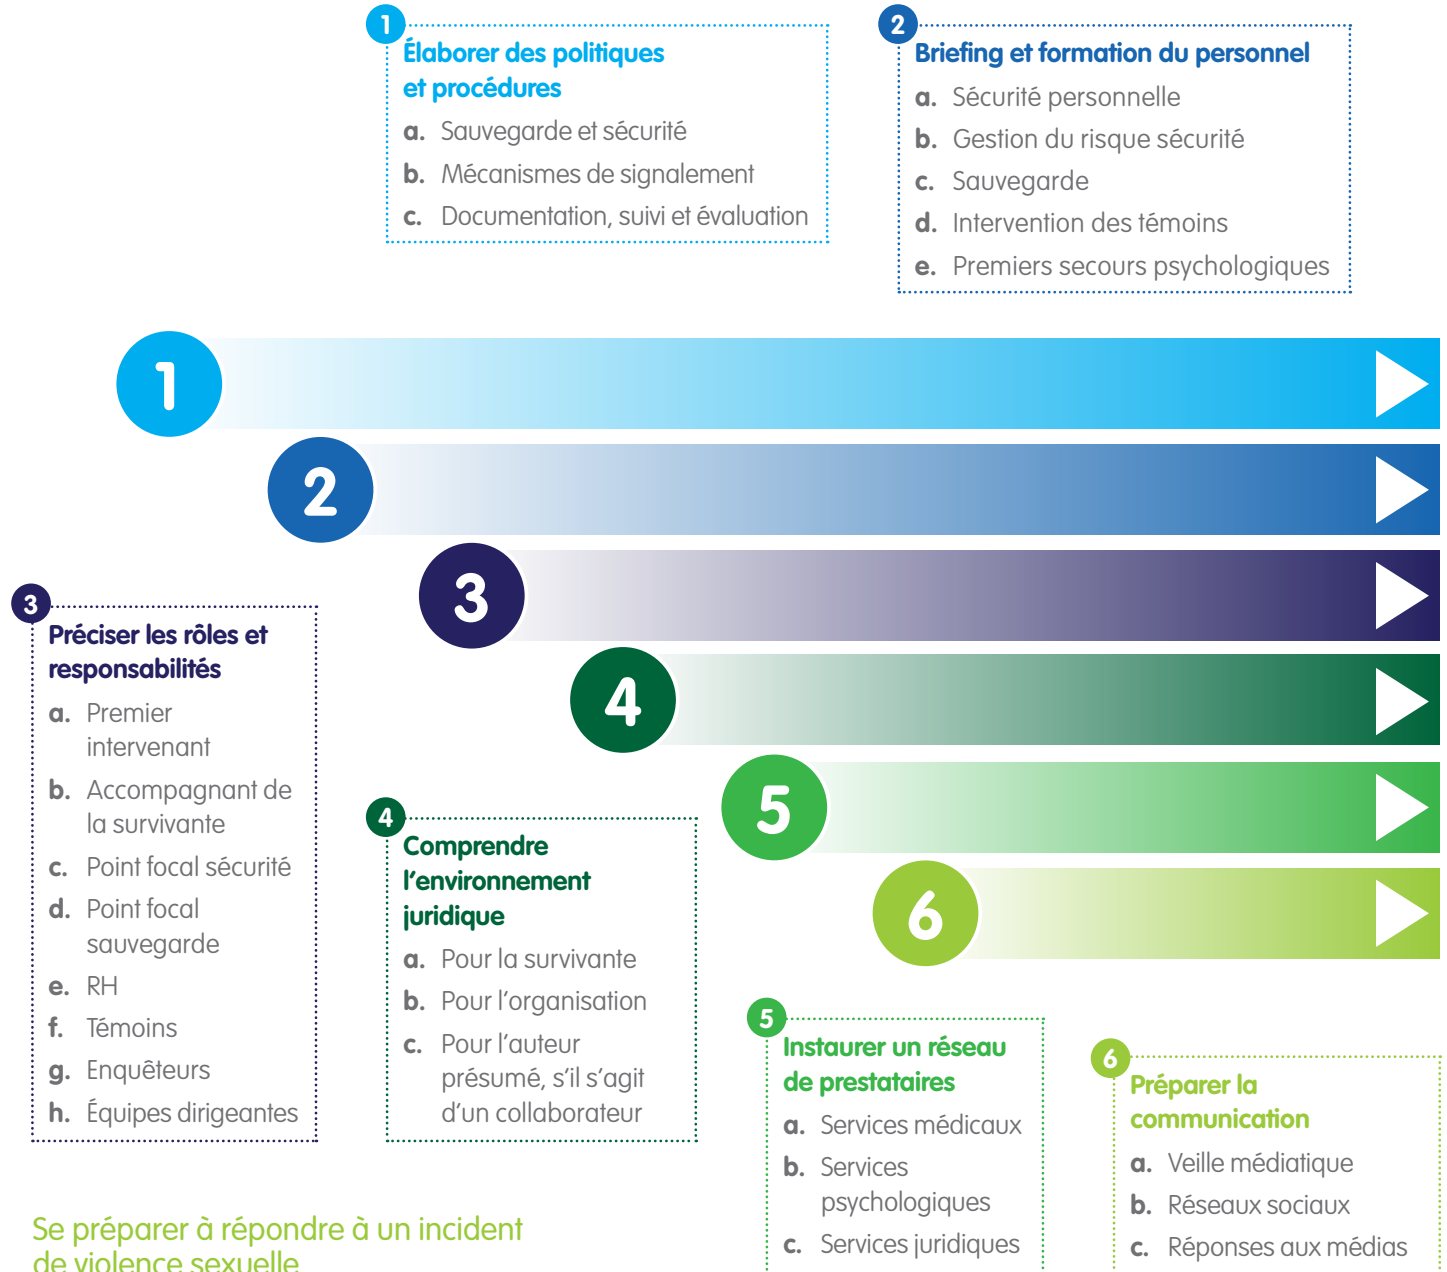 1
Élaborer des politiques
et procédures
a. Sauvegarde et sécurité
b. Mécanismes de signalement
c. Documentation, suivi et évaluation
2
Briefing et formation du personnel
a. Sécurité personnelle
b. Gestion du risque sécurité
c. Sauvegarde
d. Intervention des témoins
e. Premiers secours psychologiques
1
2
3
4
5
6
3
Préciser les rôles et
responsabilités
a. Premier
intervenant
b. Accompagnant de
la survivante
c. Point focal sécurité
d. Point focal
sauvegarde
e. RH
f. Témoins
g. Enquêteurs
h. Équipes dirigeantes
4
Comprendre
l'environnement
juridique
a. Pour la survivante
b. Pour l'organisation
c. Pour l'auteur
présumé, s'il s'agit
d'un collaborateur
5
Instaurer un réseau
de prestataires
a. Services médicaux
b. Services
psychologiques
c. Services juridiques
6
Préparer la
communication
a. Veille médiatique
b. Réseaux sociaux
c. Réponses aux médias
Se préparer à répondre à un incident
de violence sexuelle